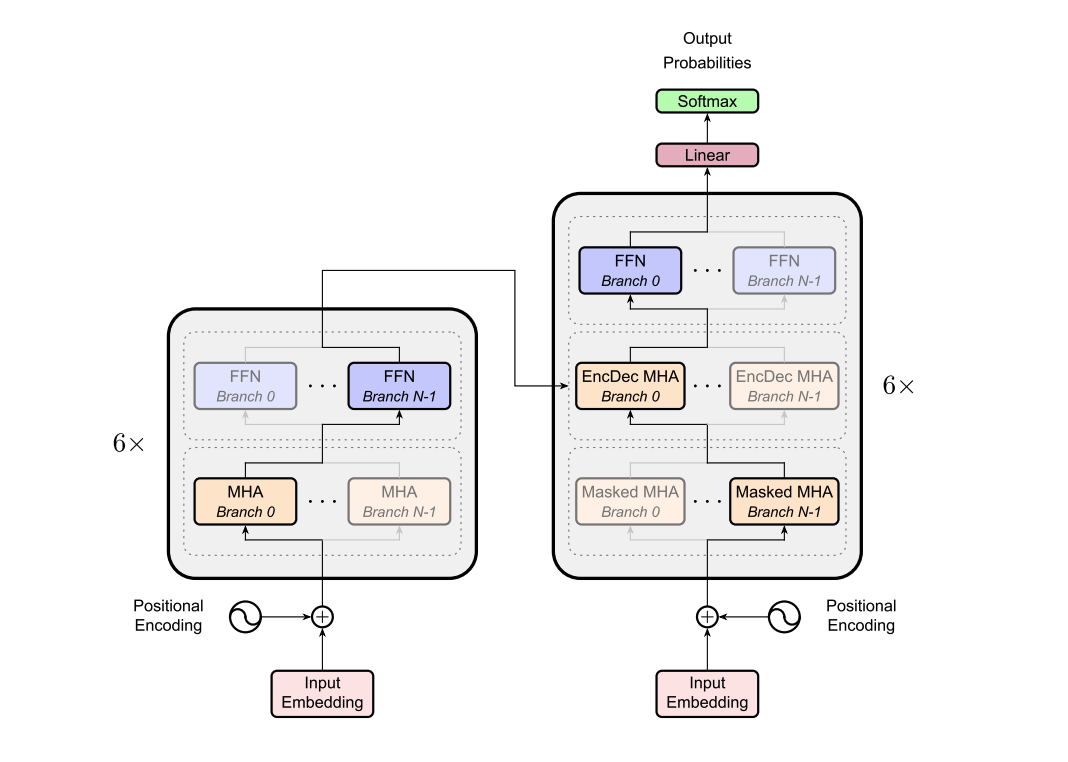 Output
Probabilities
Softmax
Linear
FFN
Branch 0
. . .
FFN
Branch N-1
EncDec MHA
Branch 0
. . .
EncDec MHA
Branch N-1
6×
Masked MHA
Branch 0
. . .
Masked MHA
Branch N-1
FFN
Branch 0
. . .
FFN
Branch N-1
6×
MHA
Branch 0
. . .
MHA
Branch N-1
Positional
Encoding
+
Input
Embedding
+
Positional
Encoding
Input
Embedding